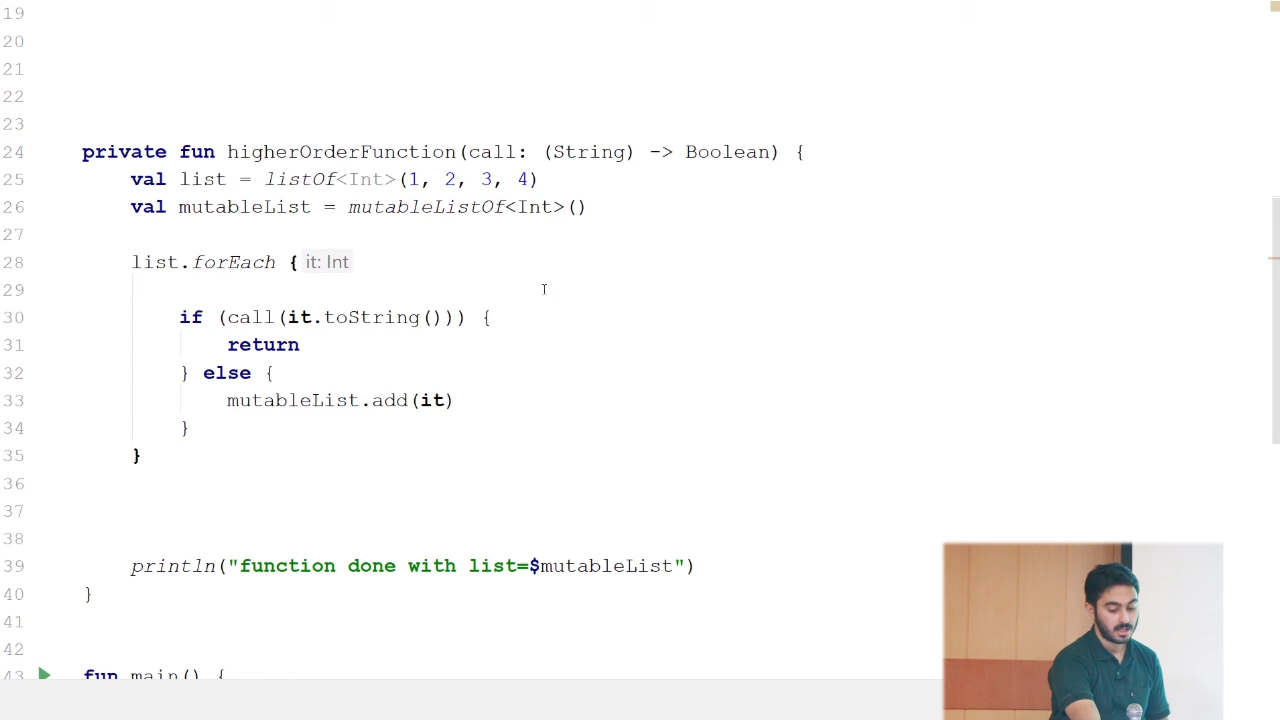 19
20
21
22
23
24 private fun higherOrderFunction(call: (String) -> Boolean) {
25 val list = listOf<Int>(1, 2, 3, 4)
26 val mutableList = mutableListOf<Int>()
27
28 list.forEach { it: Int
29
30 if (call(it.toString())) {
31 return
32 } else {
33 mutableList.add(it)
34 }
35 }
36
37
38
39 println("function done with list=$mutableList")
40 }
41
42
43 fun main() {